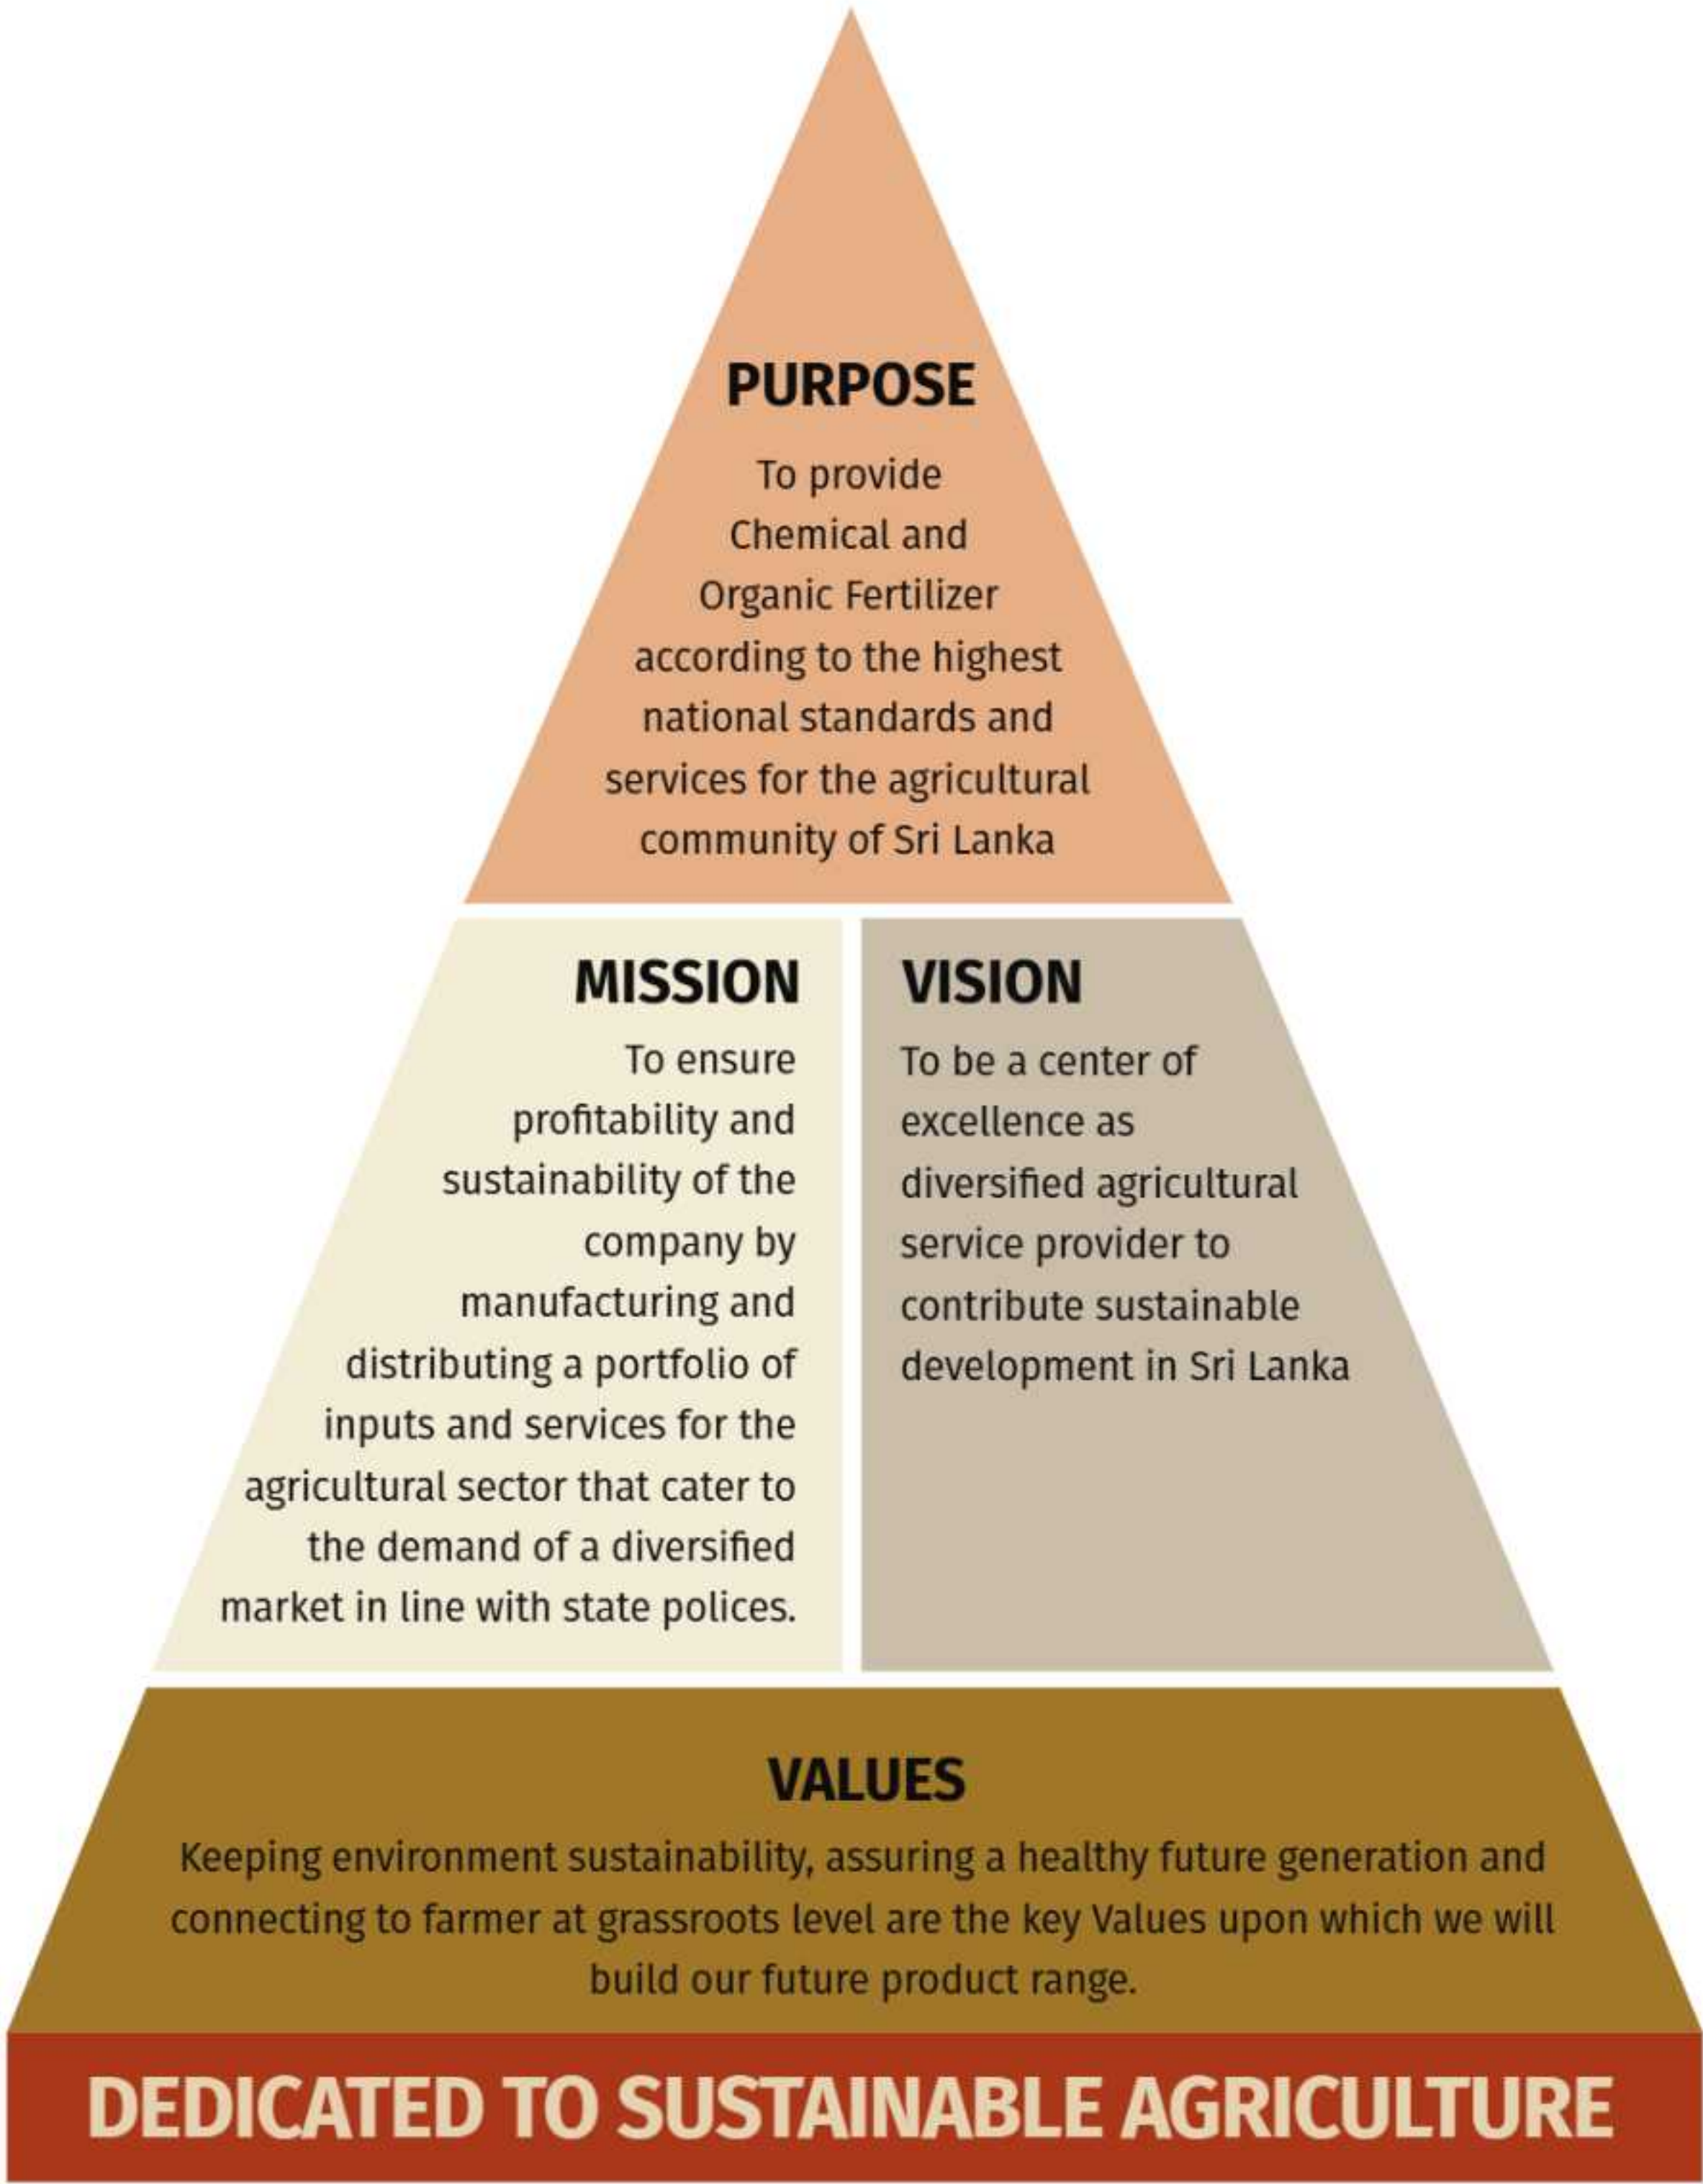 PURPOSE
To provide
Chemical and
Organic Fertilizer
according to the highest
national standards and
services for the agricultural
community of Sri Lanka
MISSION
To ensure
profitability and
sustainability of the
company by
manufacturing and
distributing a portfolio of
inputs and services for the
agricultural sector that cater to
the demand of a diversified
market in line with state polices.
VISION
To be a center of
excellence as
diversified agricultural
service provider to
contribute sustainable
development in Sri Lanka
VALUES
Keeping environment sustainability, assuring a healthy future generation and
connecting to farmer at grassroots level are the key Values upon which we will
build our future product range.
DEDICATED TO SUSTAINABLE AGRICULTURE